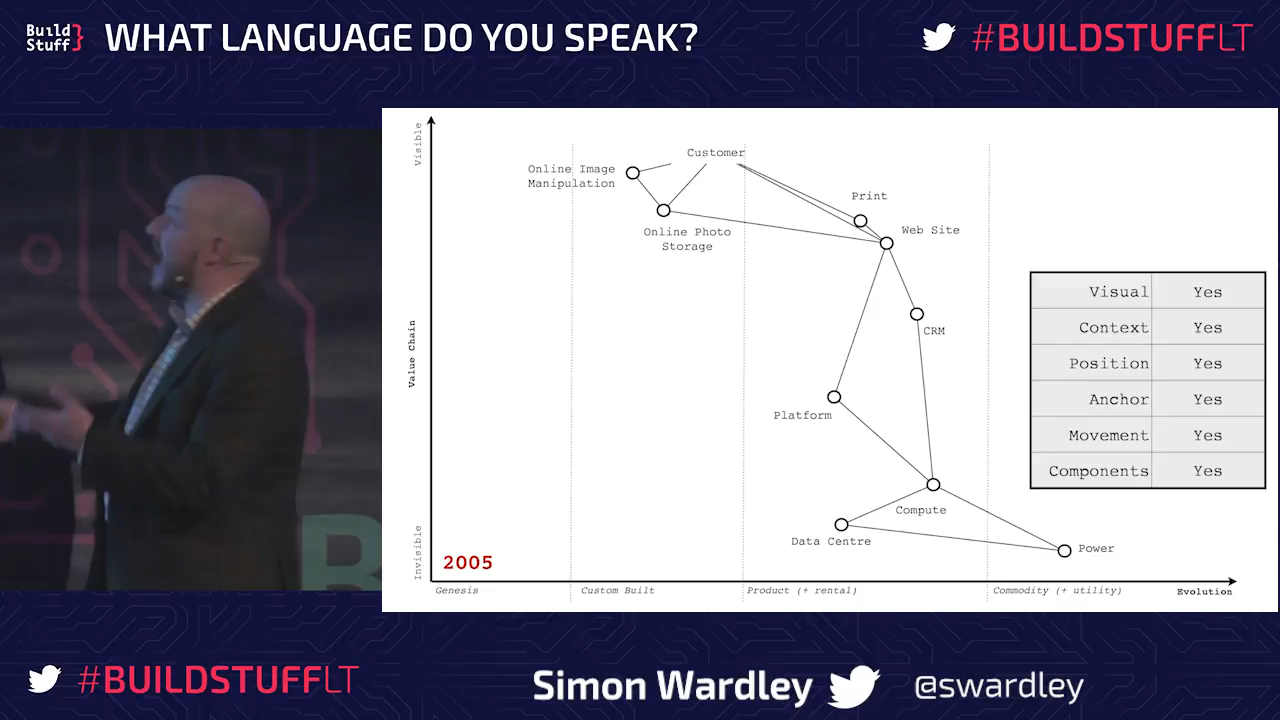 Build
Stuff}
WHAT LANGUAGE DO YOU SPEAK?
#BUILDSTUFFLT
Visible
Value Chain
Invisible
Customer
Online Image
Manipulation
Print
Online Photo
Storage
Web Site
CRM
Platform
Compute
Data Centre
Power
2005
Genesis
Custom Built
Product (+ rental)
Commodity (+ utility)
Evolution
Visual Yes
Context Yes
Position Yes
Anchor Yes
Movement Yes
Components Yes
B
#BUILDSTUFFLT
Simon Wardley
@swardley